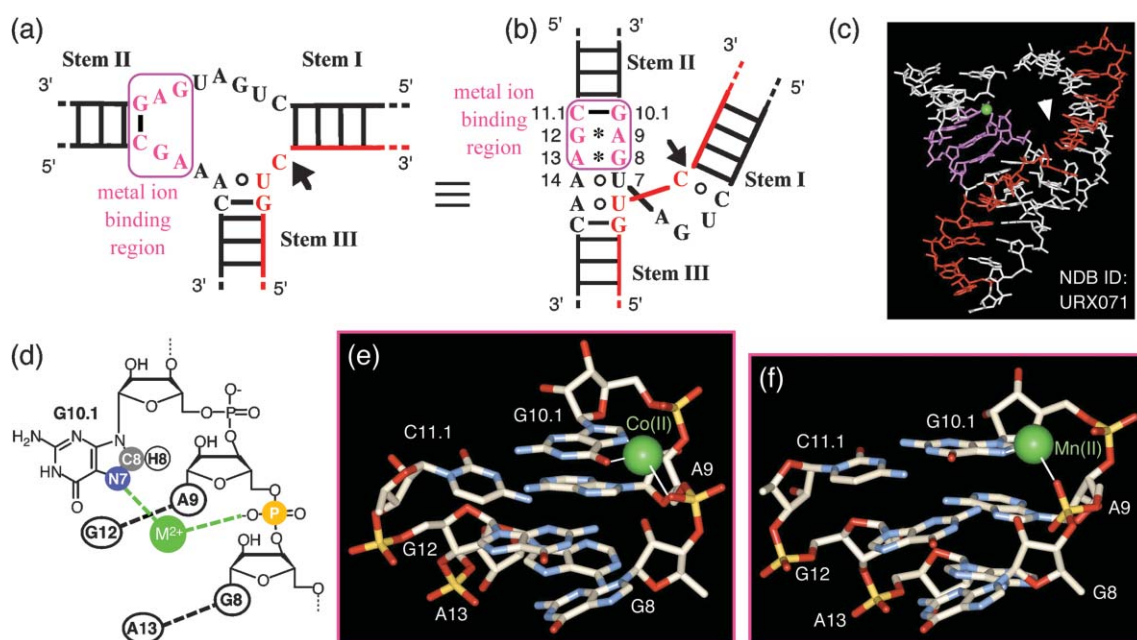 (a)
Stem II
Stem I
3'
5'
G A G U A G U C
C G A A A C
C
U
G
3'
5'
metal ion
binding
region
Stem III
3'
5'
(b)
5'
3'
Stem II
3'
5'
metal ion
binding
region
11.1 C G 10.1
12 G * A 9
13 A * G 8
14 A U 7
A U
C G
C
A G U C
Stem I
Stem III
3'
5'
(c)
NDB ID:
URX071
(d)
OH
O
O
O-
O P O
G10.1
N
N
H2N
HN
N7
C8
H8
O
OH
O
O
A9
G12
M2+
O P O
OH
O
O
O
G8
A13
(e)
G10.1
Co(II)
C11.1
A9
G12
A13
G8
(f)
G10.1
C11.1
Mn(II)
A9
G12
A13
G8